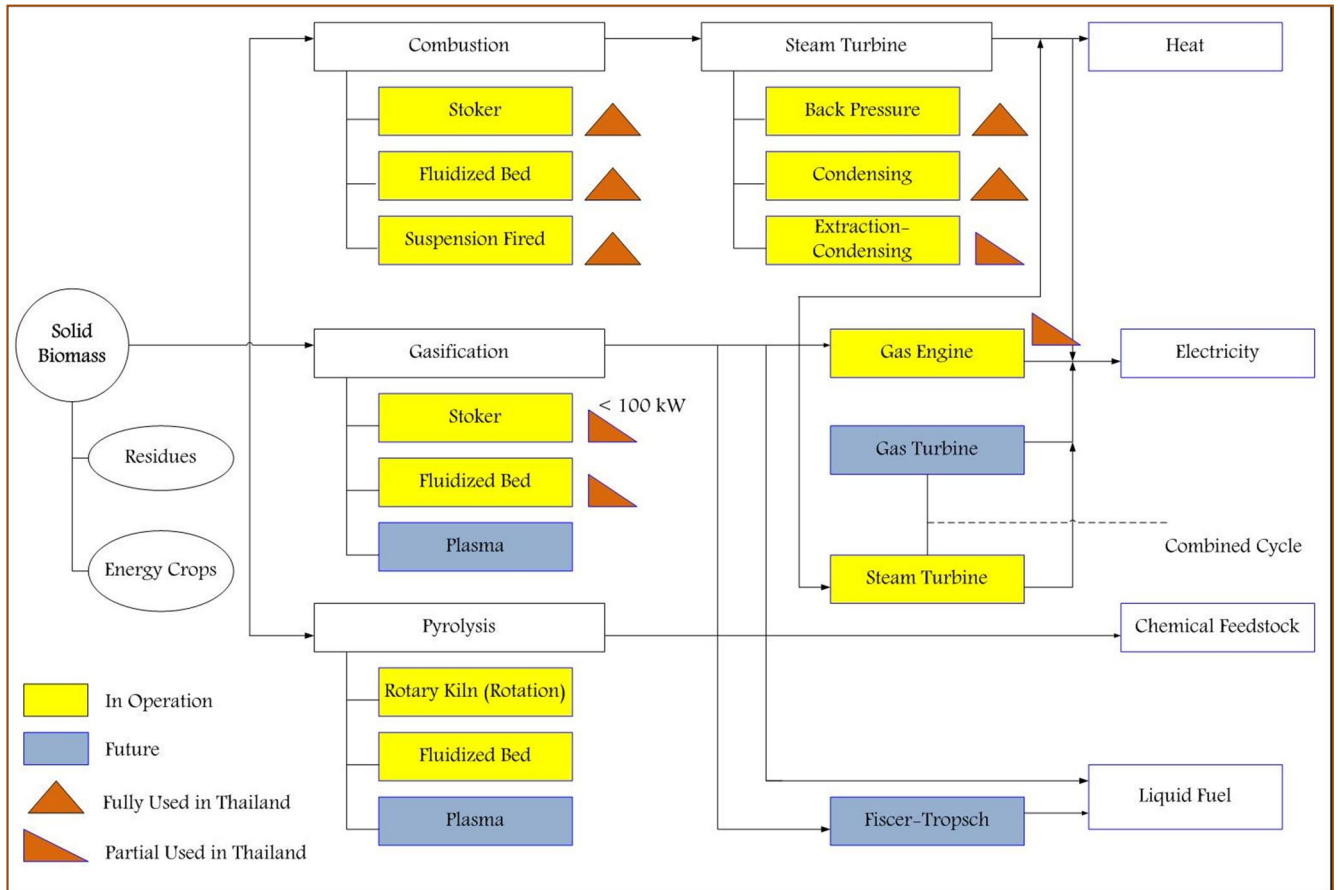 Combustion
Steam Turbine
Heat
Stoker
Back Pressure
Fluidized Bed
Condensing
Suspension Fired
Extraction-
Condensing
Solid
Biomass
Gasification
Gas Engine
Electricity
< 100 kW
Stoker
Residues
Fluidized Bed
Gas Turbine
Plasma
Combined Cycle
Energy Crops
Steam Turbine
Pyrolysis
Chemical Feedstock
Rotary Kiln (Rotation)
In Operation
Fluidized Bed
Future
Plasma
Fiscer-Tropsch
Liquid Fuel
Fully Used in Thailand
Partial Used in Thailand